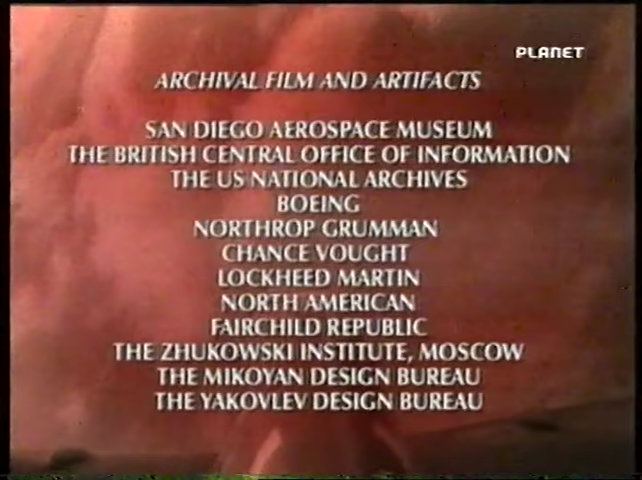 PLANET
ARCHIVAL FILM AND ARTIFACTS
SAN DIEGO AEROSPACE MUSEUM
THE BRITISH CENTRAL OFFICE OF INFORMATION
THE US NATIONAL ARCHIVES
BOEING
NORTHROP GRUMMAN
CHANCE VOUGHT
LOCKHEED MARTIN
NORTH AMERICAN
FAIRCHILD REPUBLIC
THE ZHUKOWSKI INSTITUTE, MOSCOW
THE MIKOYAN DESIGN BUREAU
THE YAKOVLEV DESIGN BUREAU